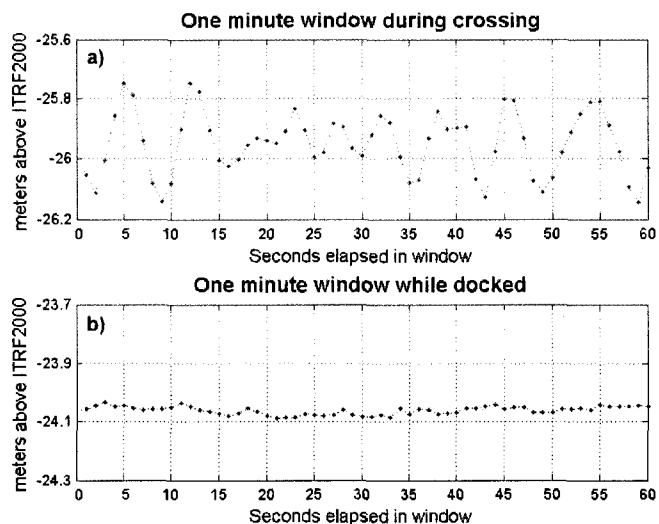 One minute window during crossing
a)
-25.6
-25.8
-26
-26.2
meters above ITRF2000
0 5 10 15 20 25 30 35 40 45 50 55 60
Seconds elapsed in window
One minute window while docked
b)
-23.7
-23.9
-24.1
-24.3
meters above ITRF2000
0 5 10 15 20 25 30 35 40 45 50 55 60
Seconds elapsed in window